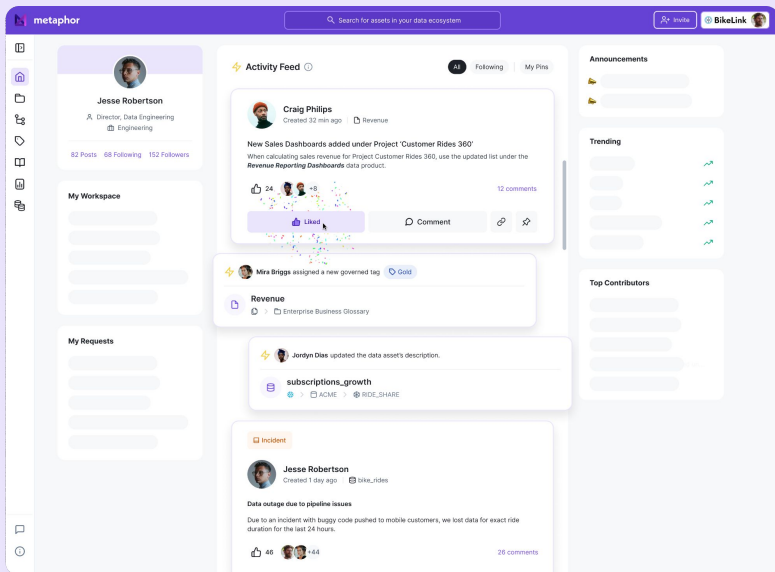 metaphor
Search for assets in your data ecosystem
Invite
BikeLink
Jesse Robertson
Director, Data Engineering
Engineering
82 Posts 68 Following 152 Followers
My Workspace
My Requests
Activity Feed
All Following My Pins
Craig Philips
Created 32 min ago Revenue
New Sales Dashboards added under Project 'Customer Rides 360'
When calculating sales revenue for Project Customer Rides 360, use the updated list under the
Revenue Reporting Dashboards data product.
24 +8 12 comments
Liked Comment
Mira Briggs assigned a new governed tag Gold
Revenue
Enterprise Business Glossary
Jordyn Dias updated the data asset's description.
subscriptions_growth
ACME RIDE_SHARE
Incident
Jesse Robertson
Created 1 day ago bike_rides
Data outage due to pipeline issues
Due to an incident with buggy code pushed to mobile customers, we lost data for exact ride
duration for the last 24 hours.
46 +44 26 comments
Announcements
Trending
Top Contributors